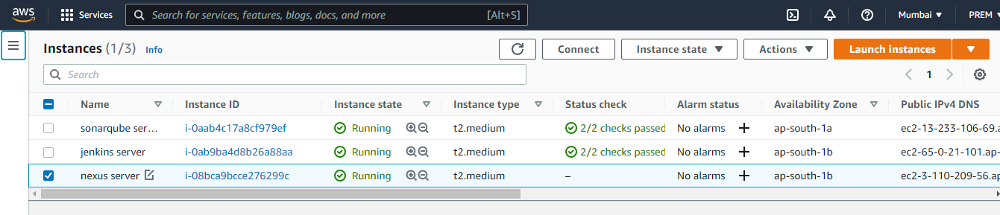 aws Services Search for services, features, blogs, docs, and more [Alt+S] Mumbai PREM
Instances (1/3) Info Connect Instance state Actions Launch instances
Search 1
Name Instance ID Instance state Instance type Status check Alarm status Availability Zone Public IPv4 DNS
sonarqube ser... i-0aab4c17a8cf979ef Running t2.medium 2/2 checks passed No alarms + ap-south-1a ec2-13-233-106-69.a
jenkins server i-0ab9ba4d8b26a88aa Running t2.medium 2/2 checks passed No alarms + ap-south-1b ec2-65-0-21-101.ap-
nexus server i-08bca9bcce276299c Running t2.medium – No alarms + ap-south-1b ec2-3-110-209-56.ap